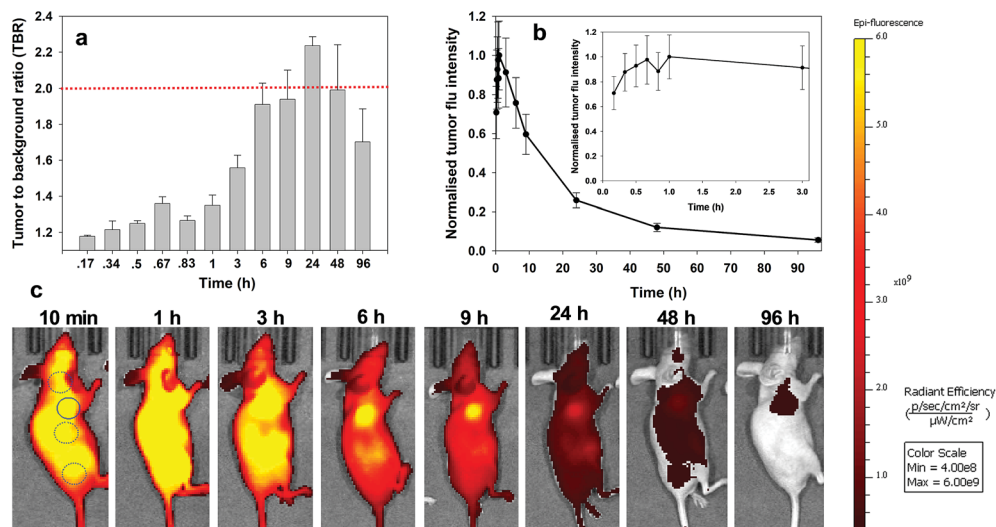 a
Tumor to background ratio (TBR)
2.4
2.2
2.0
1.8
1.6
1.4
1.2
.17 .34 .5 .67 .83 1 3 6 9 24 48 96
Time (h)
b
Normalised tumor flu intensity
1.2
1.0
0.8
0.6
0.4
0.2
0.0
0 10 20 30 40 50 60 70 80 90
Time (h)
Normalised tumor flu intensity
1.2
1.0
0.8
0.6
0.4
0.2
0.0
0.0 0.5 1.0 1.5 2.0 2.5 3.0
Time (h)
c
10 min 1 h 3 h 6 h 9 h 24 h 48 h 96 h
Epi-fluorescence
6.0
5.0
4.0
x10⁹
3.0
2.0
1.0
Radiant Efficiency
(p/sec/cm²/sr
µW/cm²)
Color Scale
Min = 4.00e8
Max = 6.00e9